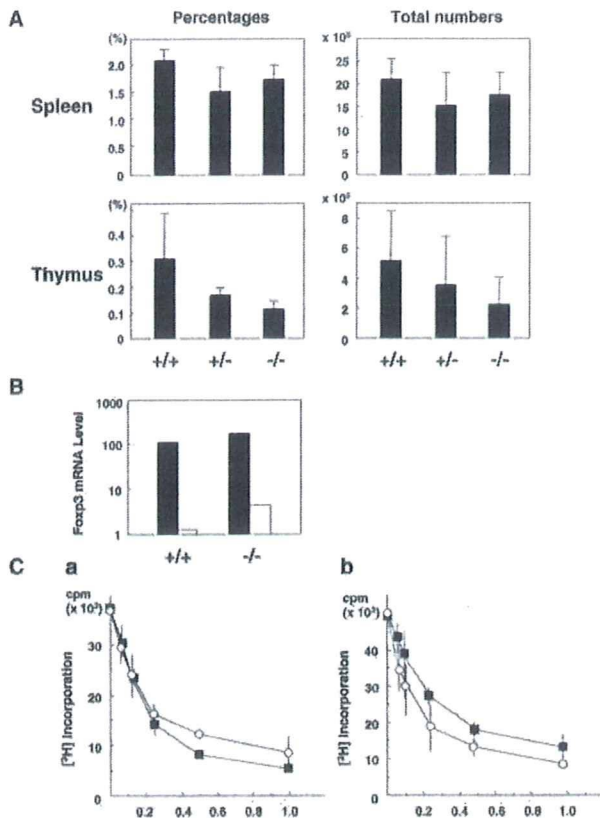 A
Percentages
Total numbers
Spleen
(%)
2.0
1.5
1.0
0.5
0
x 10⁵
25
20
15
10
5
0
Thymus
(%)
0.4
0.3
0.2
0.1
0
x 10⁵
8
6
4
2
0
+/+ +/- -/-
+/+ +/- -/-
B
Foxp3 mRNA Level
1000
100
10
1
+/+ -/-
C a
cpm
(x 10³)
[³H] Incorporation
30
20
10
0
0.2 0.4 0.6 0.8 1.0
b
cpm
(x 10³)
[³H] Incorporation
40
30
20
10
0
0.2 0.4 0.6 0.8 1.0